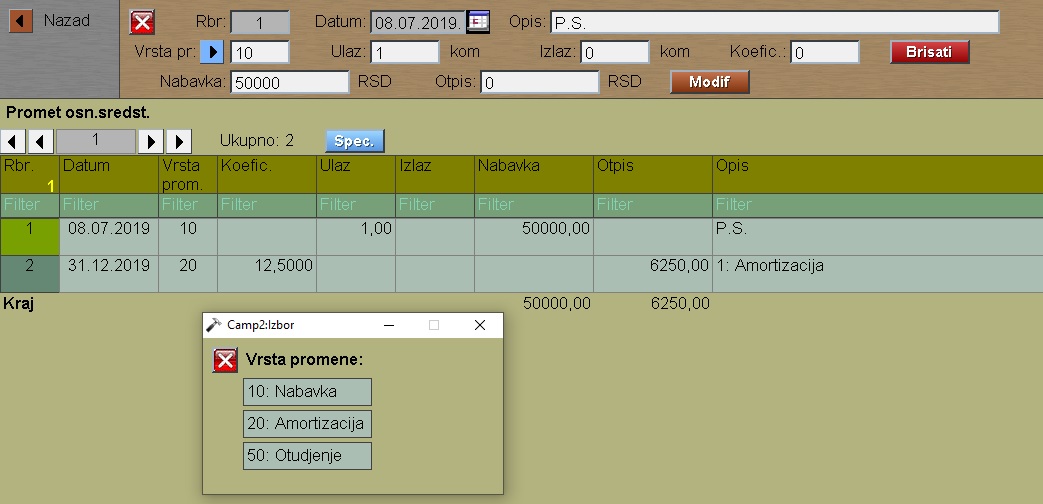 Nazad Rbr: 1 Datum: 08.07.2019. Opis: P.S.
Vrsta pr: 10 Ulaz: 1 kom Izlaz: 0 kom Koefic.: 0 Brisati
Nabavka: 50000 RSD Otpis: 0 RSD Modif
Promet osn.sredst.
1 Ukupno: 2 Spec.
Rbr. 1 Datum Vrsta prom. Koefic. Ulaz Izlaz Nabavka Otpis Opis
Filter Filter Filter Filter Filter Filter Filter Filter Filter
1 08.07.2019 10 1,00 50000,00 P.S.
2 31.12.2019 20 12,5000 6250,00 1: Amortizacija
Kraj 50000,00 6250,00
Camp2:Izbor
Vrsta promene:
10: Nabavka
20: Amortizacija
50: Otudjenje